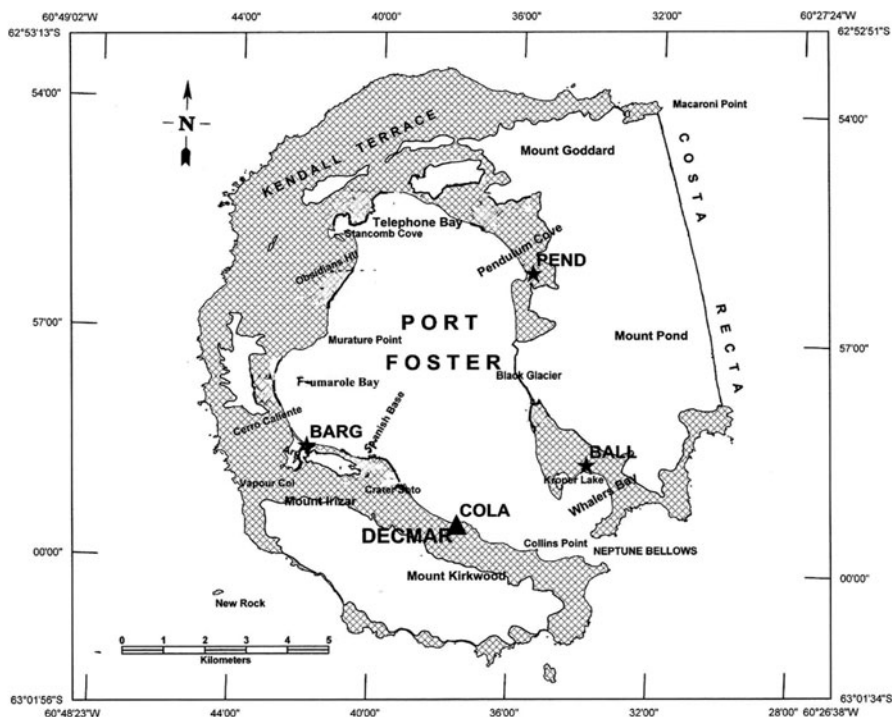 60°49'02"W 44'00" 40'00" 36'00" 32'00" 60°27'24"W
62°53'13"S 62°52'51"S
54'00" 54'00"
N
Macaroni Point
KENDALL TERRACE
Mount Goddard
COSTA RECTA
Telephone Bay
Stancomb Cove
Pendulum Cove
PEND
Obsidians Hill
57'00" 57'00"
PORT
FOSTER
Murature Point
Mount Pond
Black Glacier
Fumarole Bay
Cerro Caliente
BARG
Spanish Base
BALL
Kroner Lake
Vapour Col
Crater Soto
Whalers Bay
Mount Irizar
COLA
DECMAR
Collins Point
NEPTUNE BELLOWS
00'00" 00'00"
Mount Kirkwood
New Rock
0 1 2 3 4 5
Kilometers
63°01'56"S 63°01'34"S
60°48'23"W 44'00" 40'00" 36'00" 32'00" 28'00" 60°26'38"W